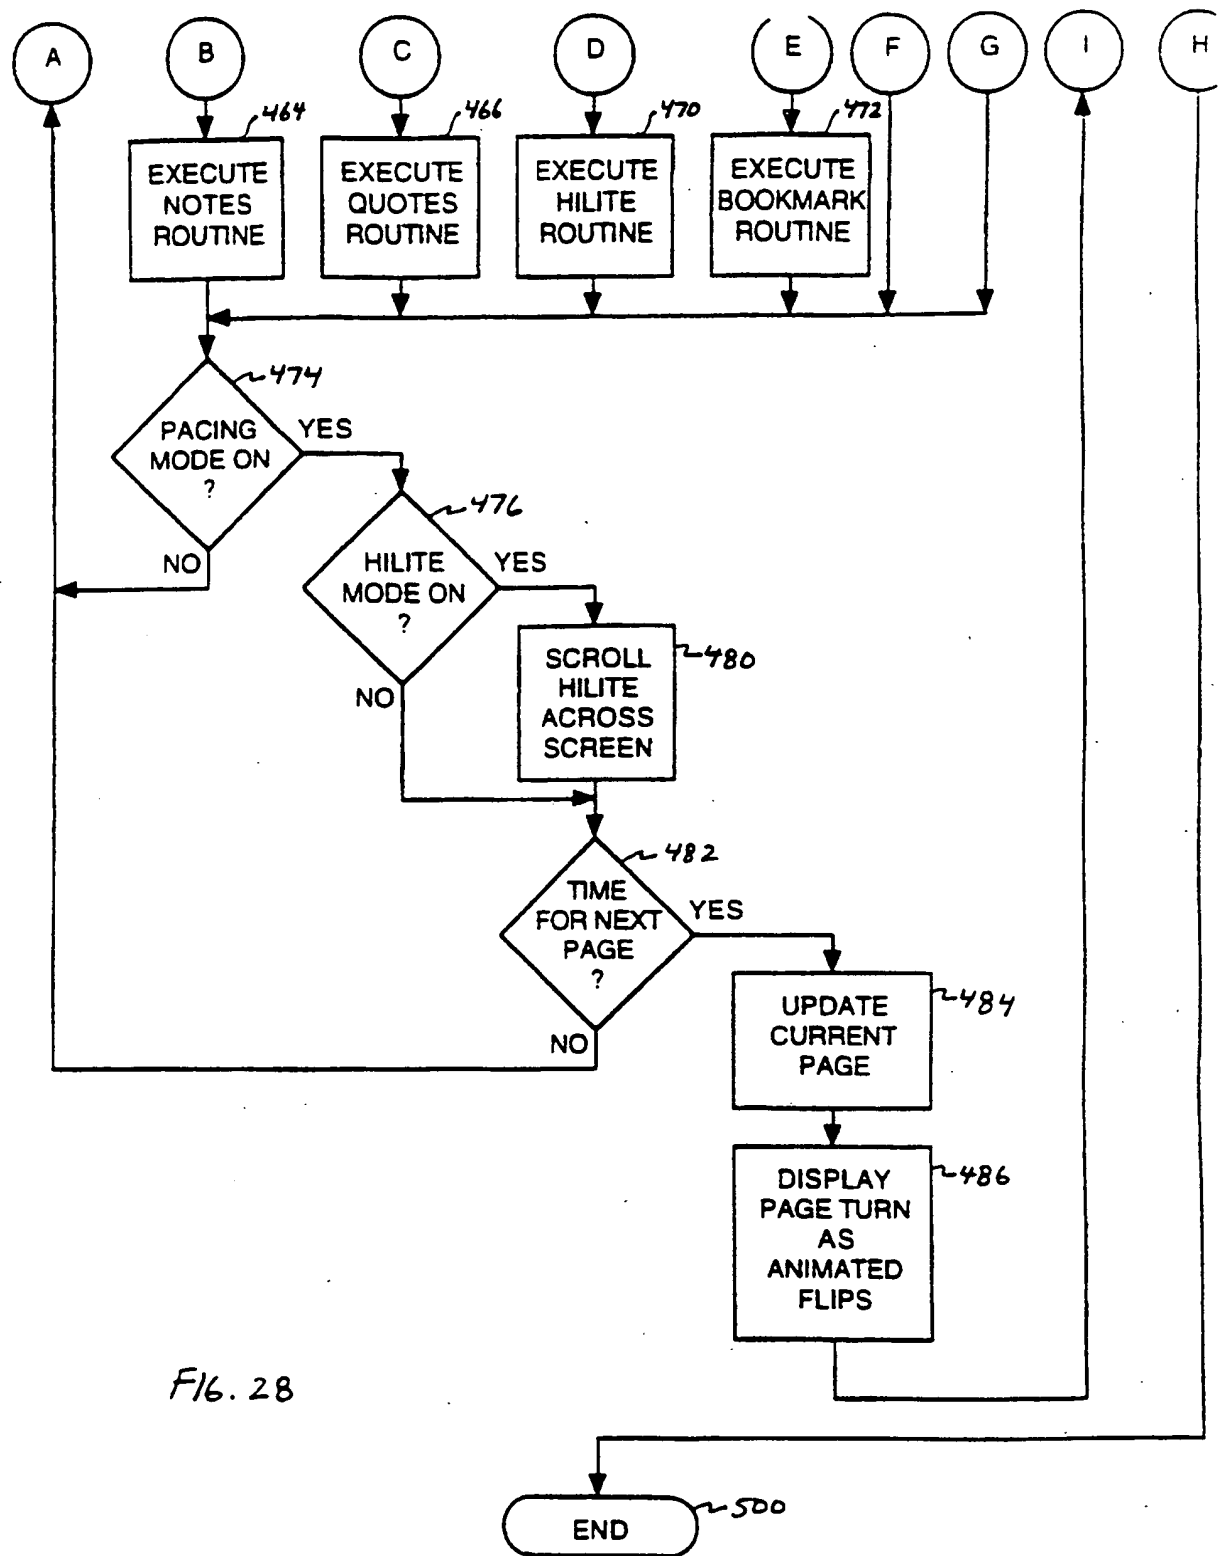 A B C D E F G I H
464 466 470 472
EXECUTE
NOTES
ROUTINE
EXECUTE
QUOTES
ROUTINE
EXECUTE
HILITE
ROUTINE
EXECUTE
BOOKMARK
ROUTINE
474
PACING
MODE ON
?
YES
NO
476
HILITE
MODE ON
?
YES
NO
480
SCROLL
HILITE
ACROSS
SCREEN
482
TIME
FOR NEXT
PAGE
?
YES
NO
484
UPDATE
CURRENT
PAGE
486
DISPLAY
PAGE TURN
AS
ANIMATED
FLIPS
FIG. 28
500
END